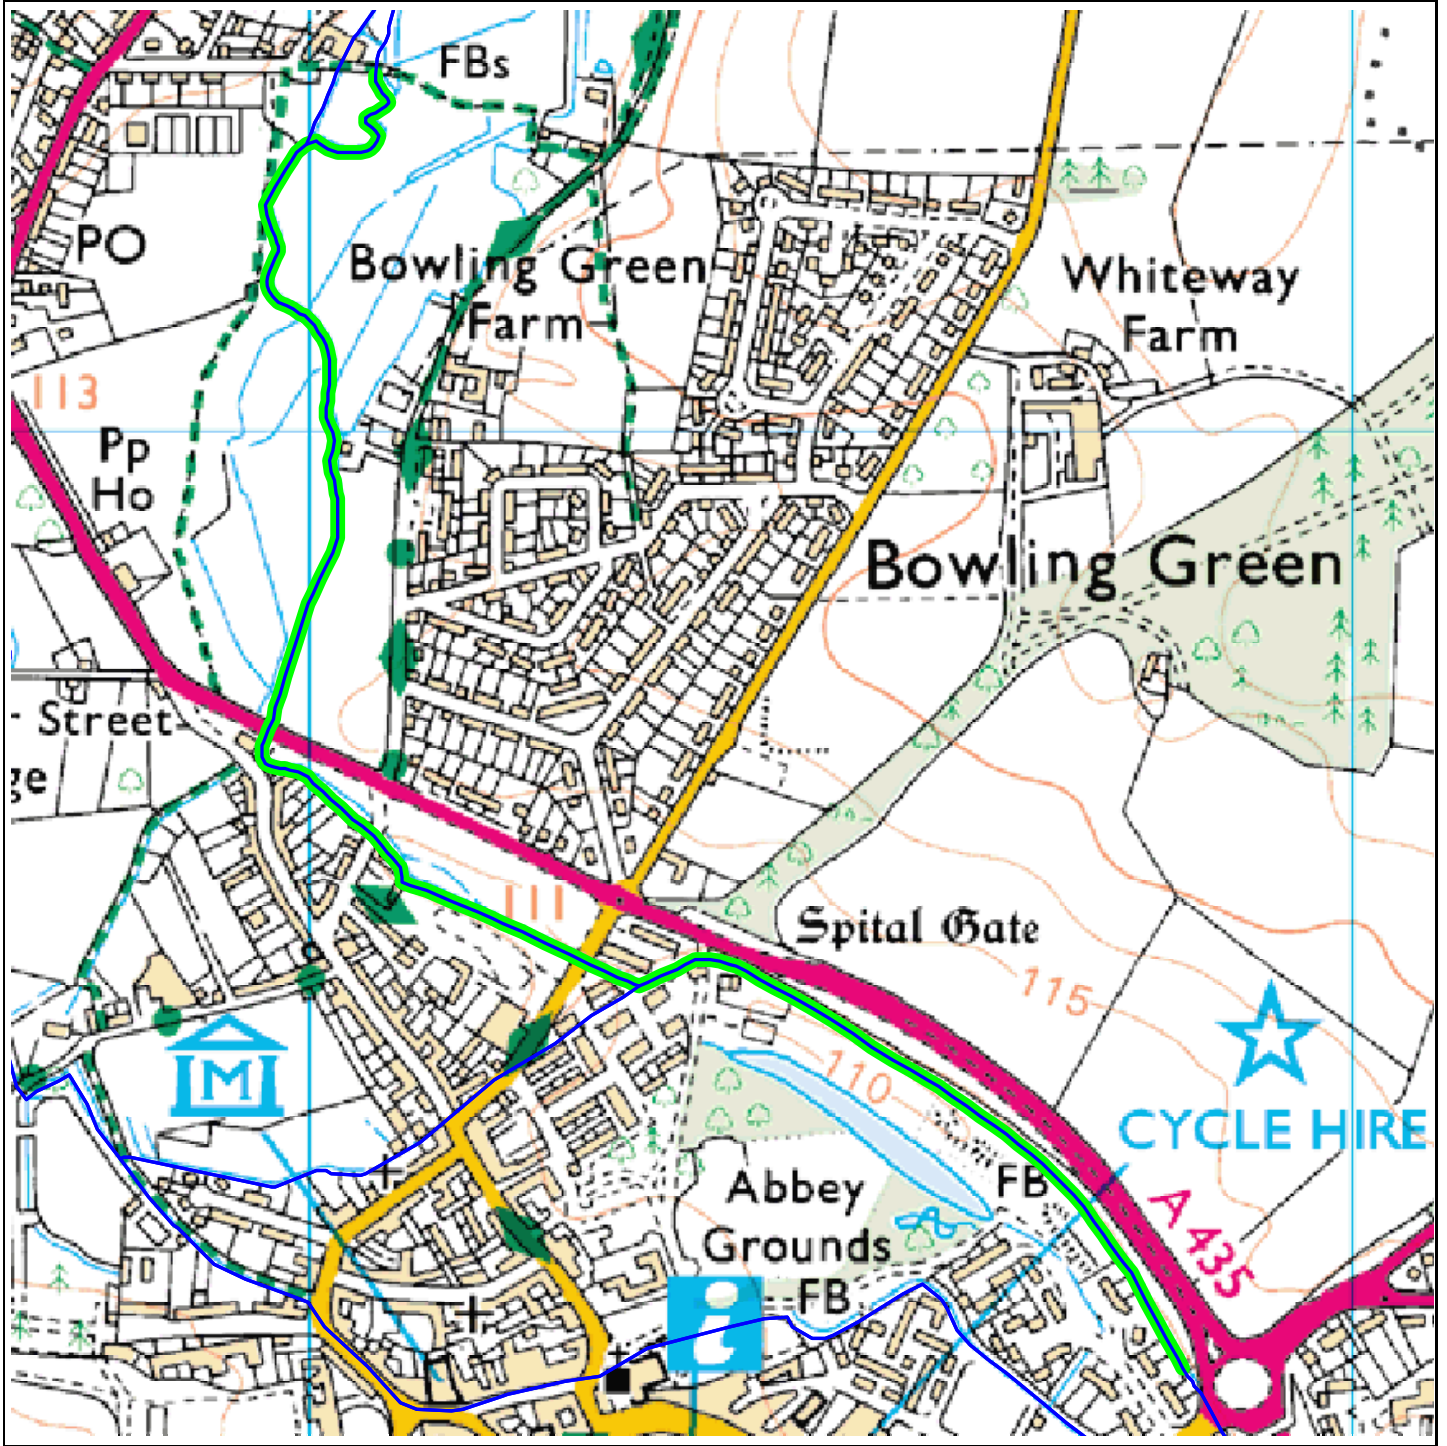 FBs
PO
Bowling Green
Farm
Whiteway
Farm
113
Pp
Ho
Bowling Green
r Street
ge
111
Spital Gate
115
M
110
CYCLE HIRE
FB
Abbey
Grounds
A 435
FB
i